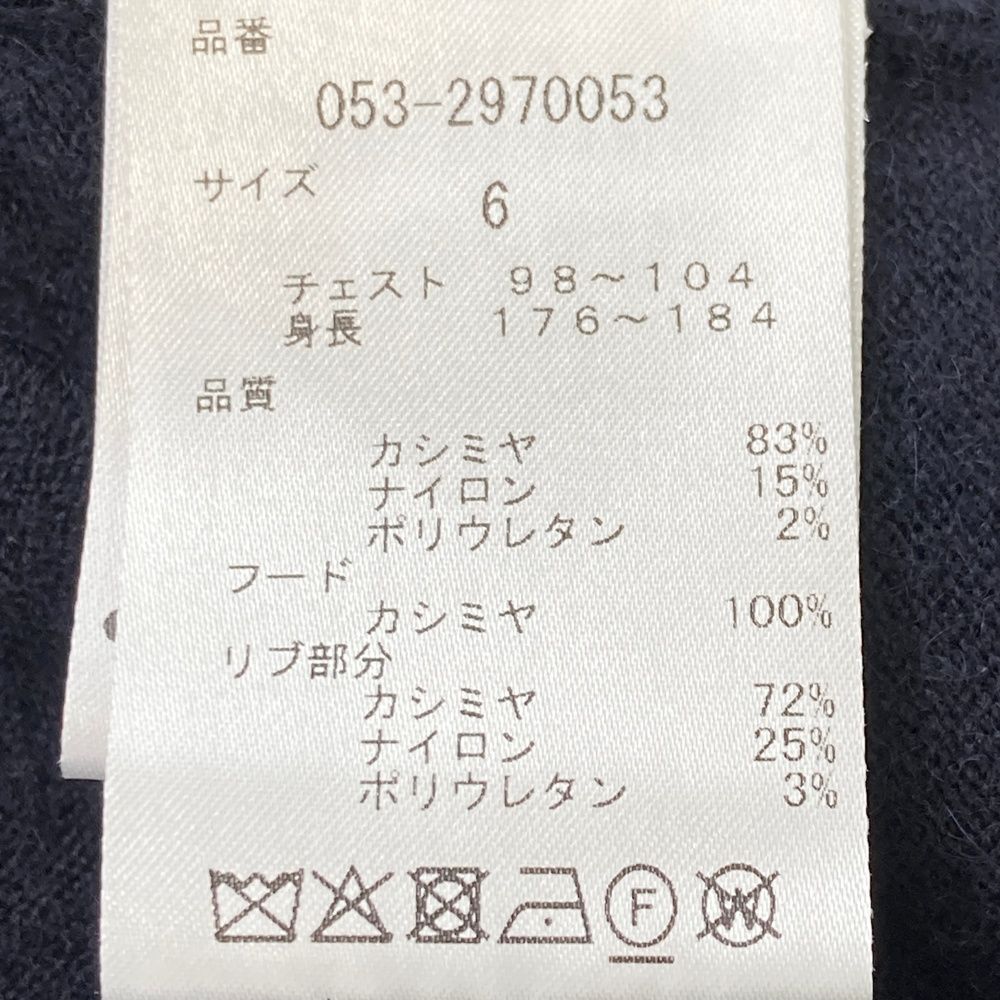 品番
053-2970053
サイズ 6
チェスト 98〜104
身長 176〜184
品質
カシミヤ 83%
ナイロン 15%
ポリウレタン 2%
フード
カシミヤ 100%
リブ部分
カシミヤ 72%
ナイロン 25%
ポリウレタン 3%
F W